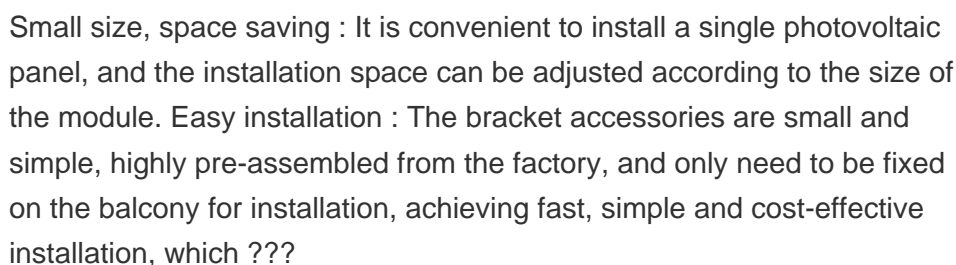 Small size, space saving : It is convenient to install a single photovoltaic
panel, and the installation space can be adjusted according to the size of
the module. Easy installation : The bracket accessories are small and
simple, highly pre-assembled from the factory, and only need to be fixed
on the balcony for installation, achieving fast, simple and cost-effective
installation, which ???